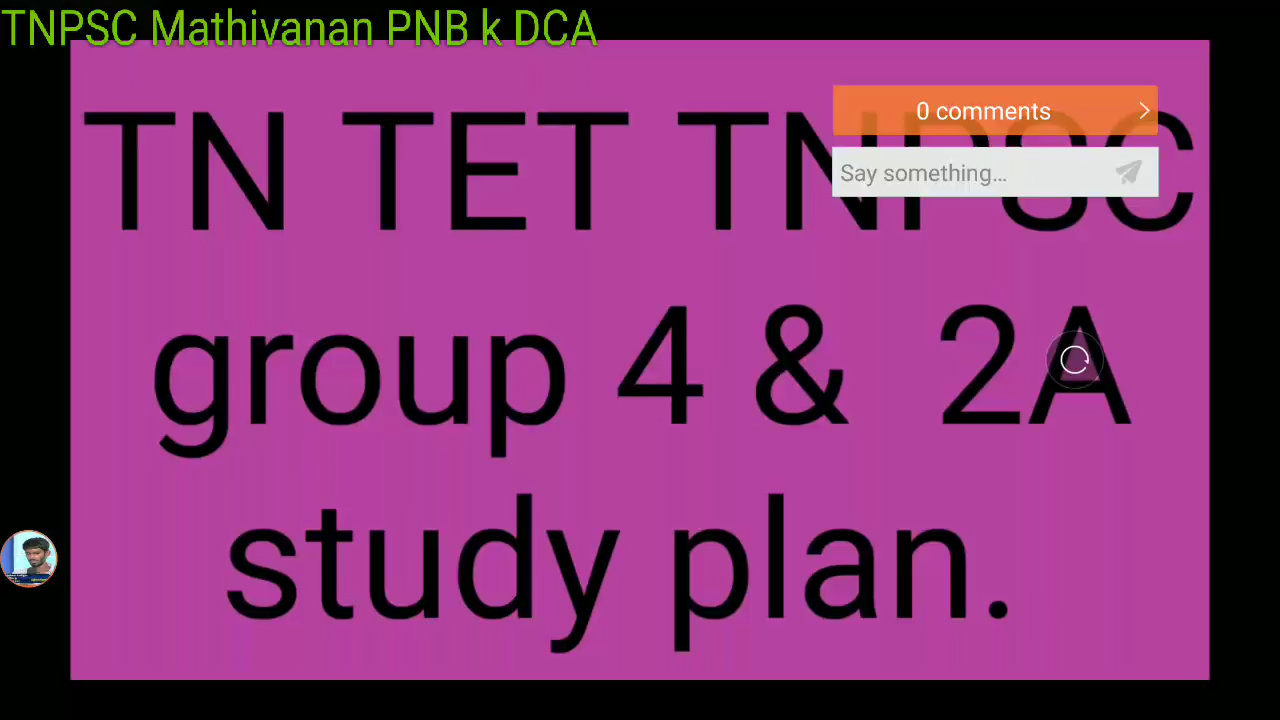 TNPSC Mathivanan PNB k DCA
0 comments
Say something...
TN TET TNPSC
group 4 & 2A
study plan.